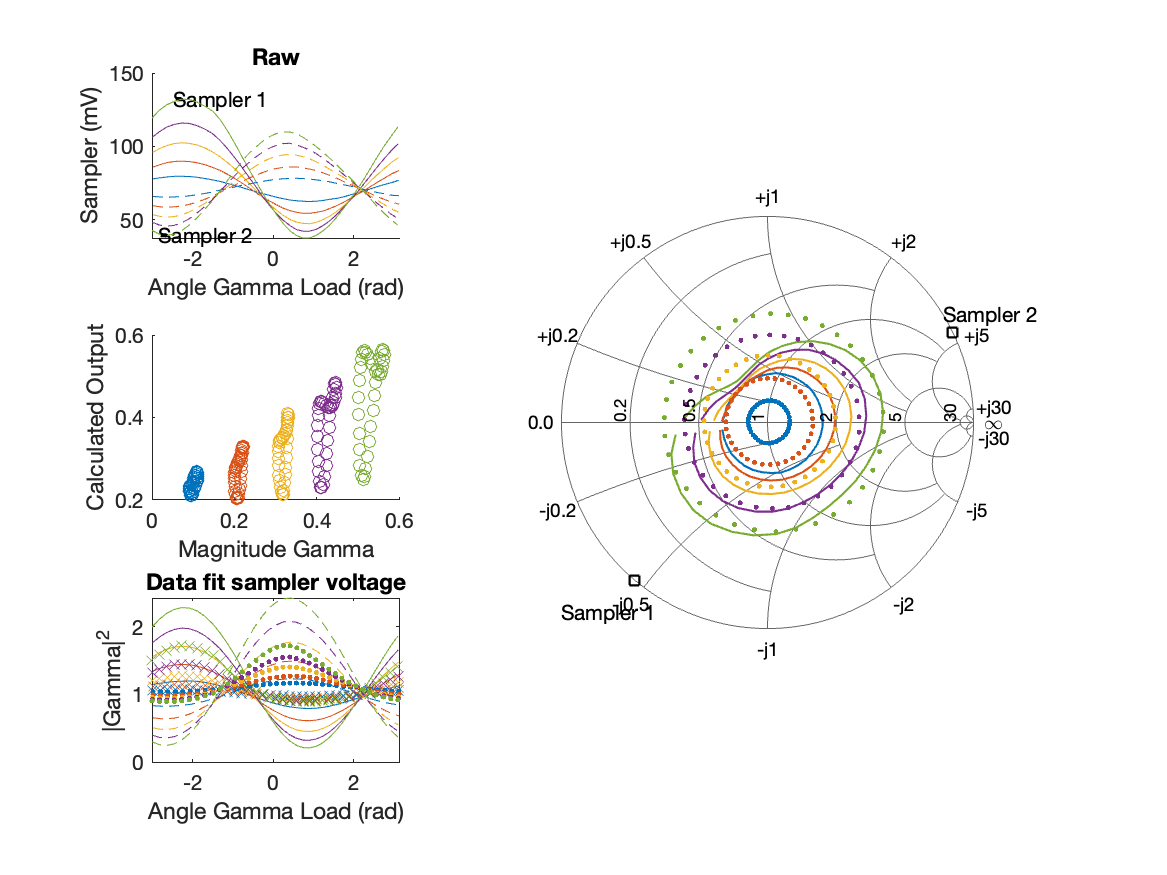 Raw
150
100
50
Sampler (mV)
Sampler 1
Sampler 2
-2
0
2
Angle Gamma Load (rad)
0.6
0.4
0.2
Calculated Output
0
0.2
0.4
0.6
Magnitude Gamma
Data fit sampler voltage
2
1
0
|Gamma|2
-2
0
2
Angle Gamma Load (rad)
+j1
+j0.5
+j2
Sampler 2
+j0.2
+j5
0.0
0.2
0.5
1
2
5
30
+j30
∞
-j30
-j0.2
-j5
-j0.5
Sampler 1
-j2
-j1